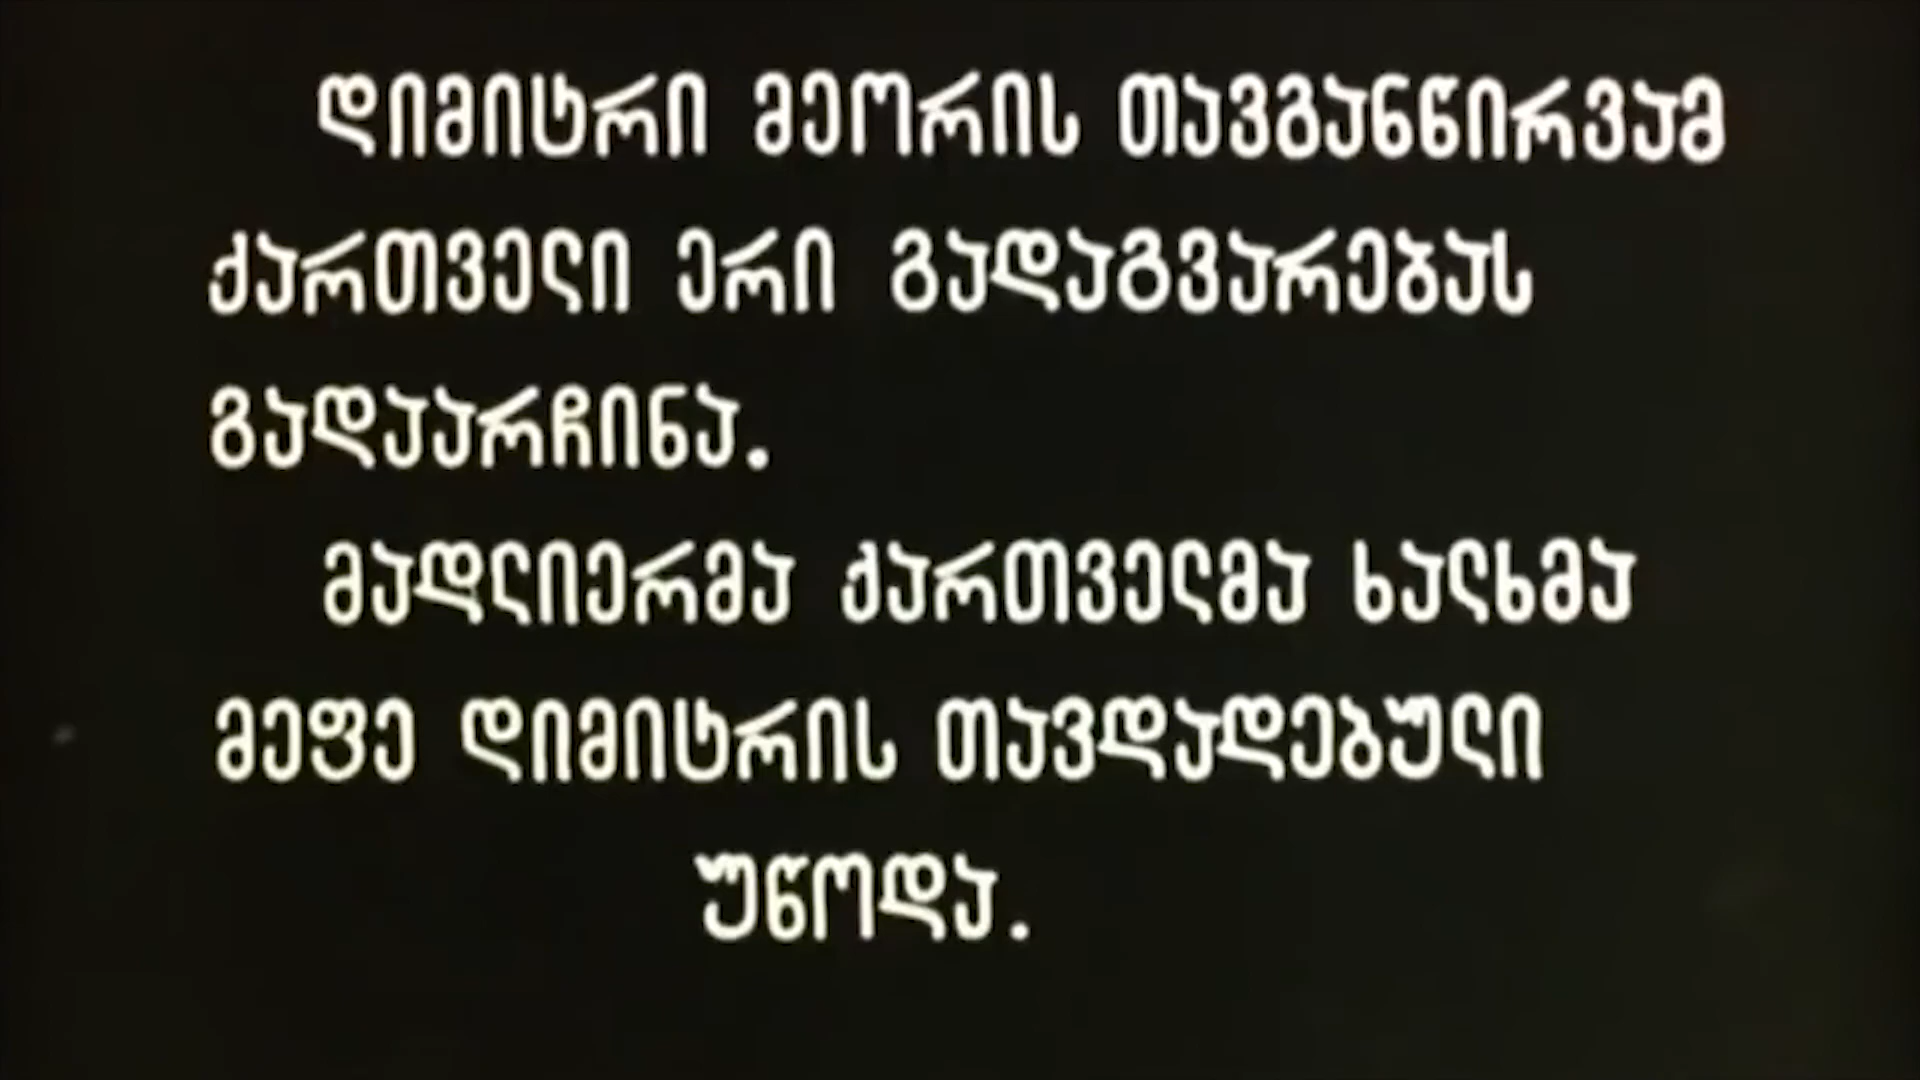 დიმიტრი მეორის თავგანწირვამ
ქართველი ერი გადაგვარებას
გადაარჩინა.
მადლიერმა ქართველმა ხალხმა
მეფე დიმიტრის თავდადებული
უწოდა.